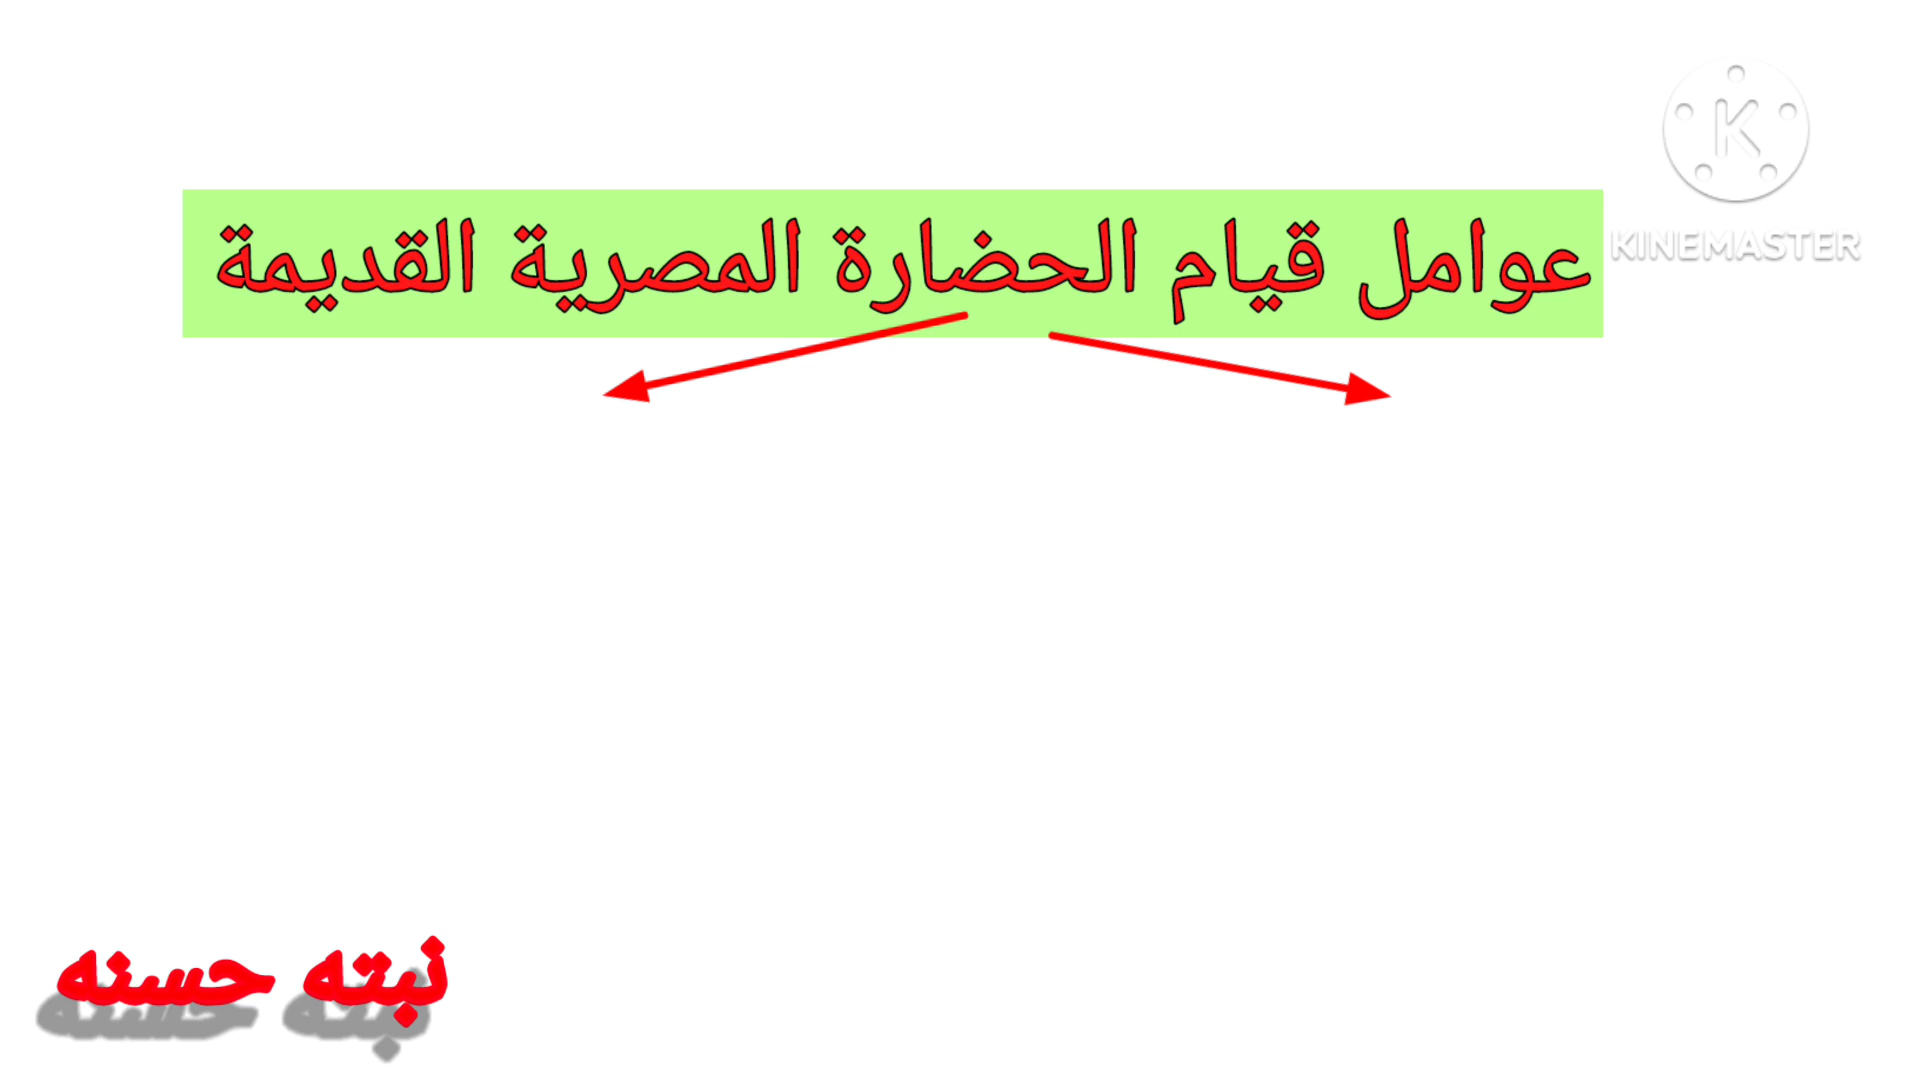 عوامل قيام الحضارة المصرية القديمة
K
KINEMASTER
نبته حسنه